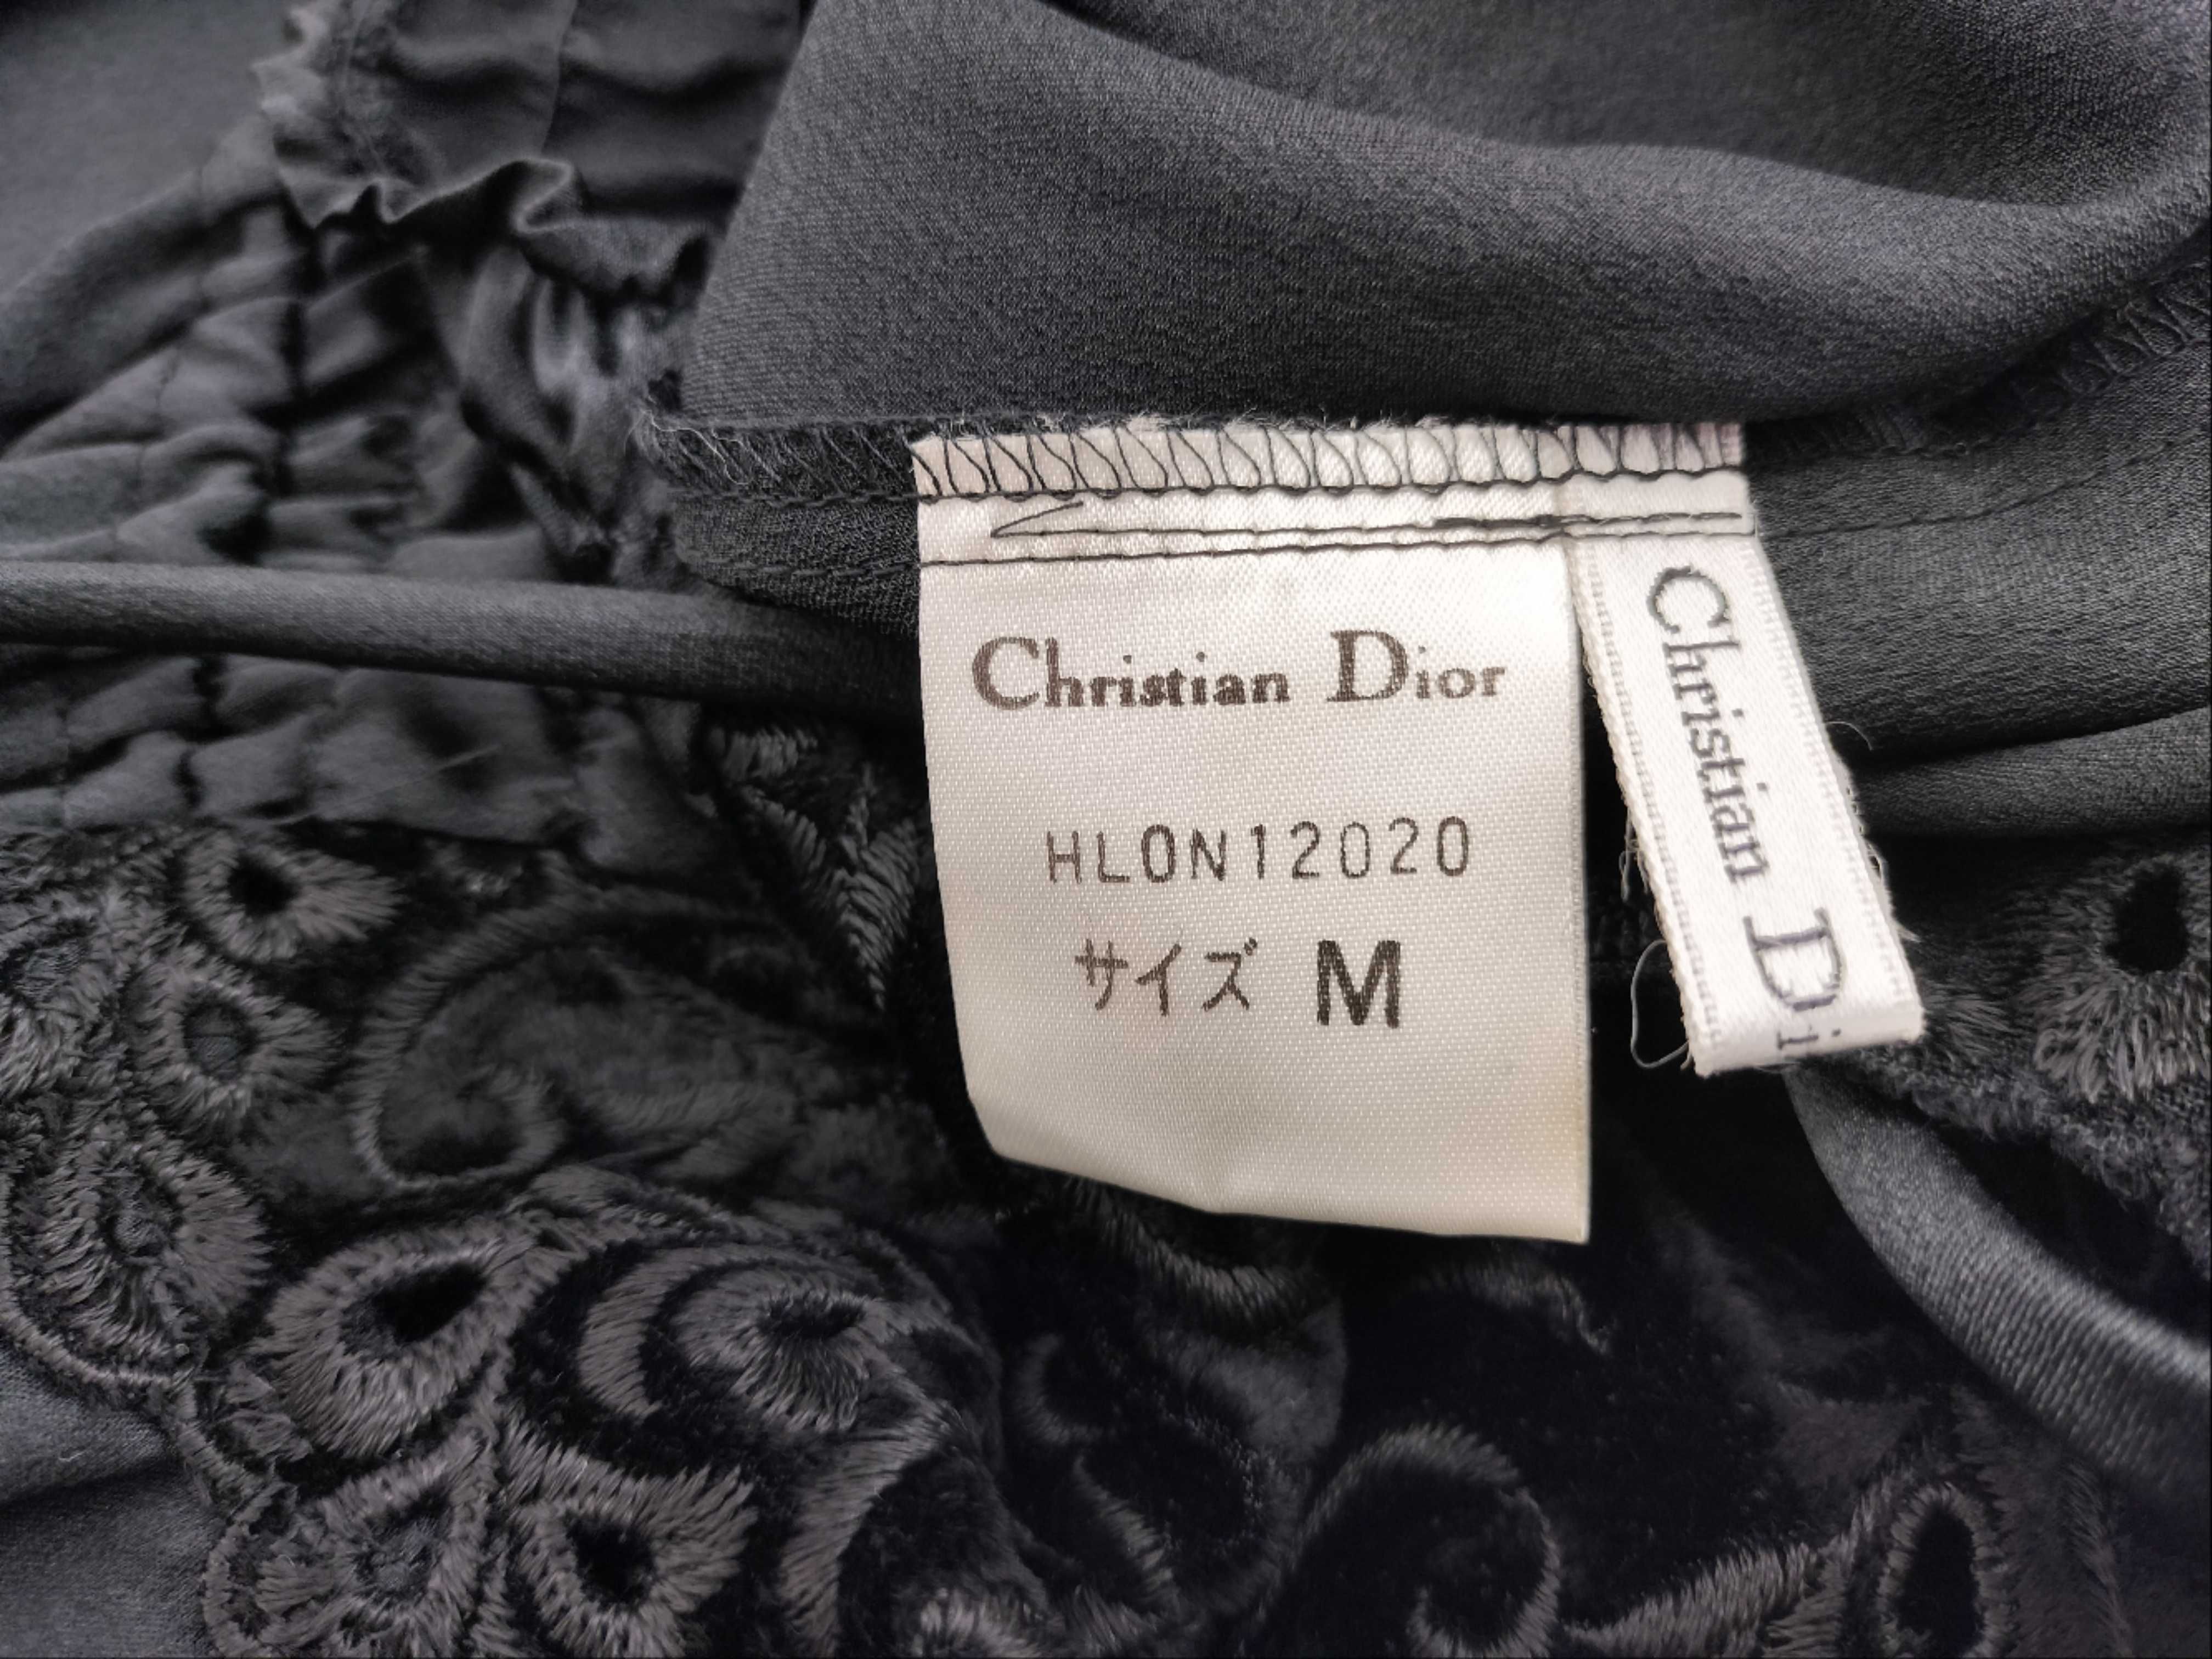 Christian Dior
HLON12020
サイズ M
Christian Di